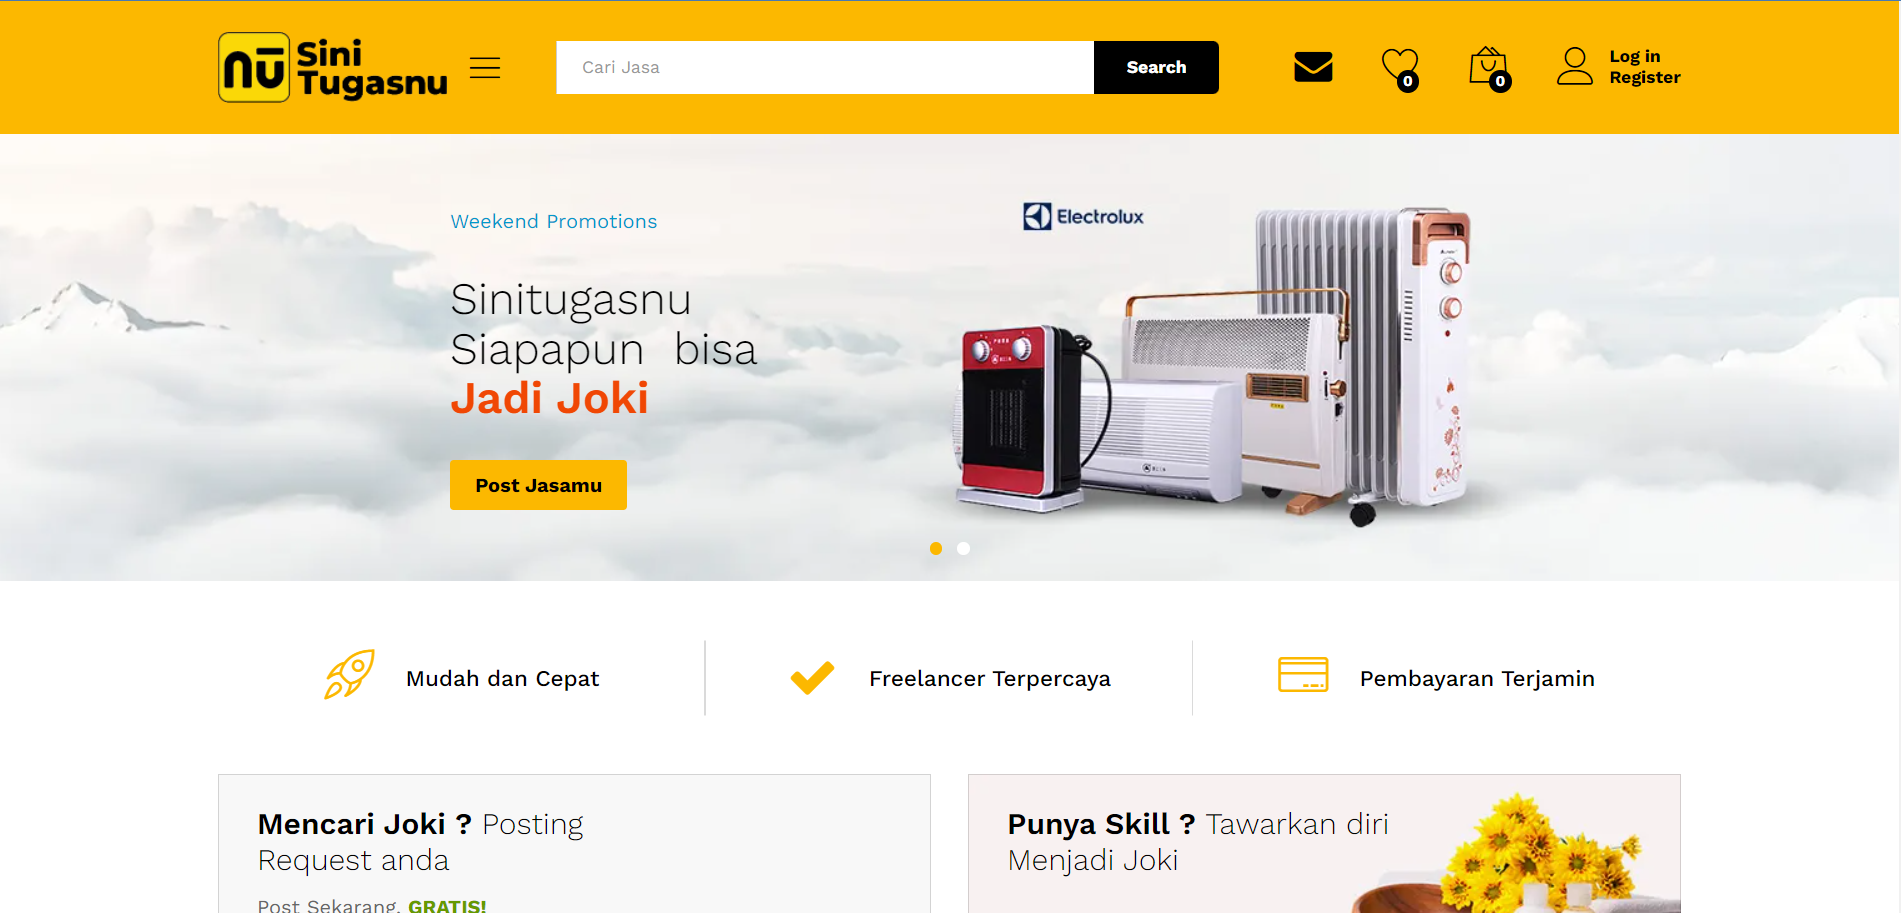 nu Sini
Tugasnu
Cari Jasa
Search
0
0
Log in
Register
Weekend Promotions
Electrolux
Sinitugasnu
Siapapun bisa
Jadi Joki
Post Jasamu
Mudah dan Cepat
Freelancer Terpercaya
Pembayaran Terjamin
Mencari Joki ? Posting
Request anda
Post Sekarang. GRATIS!
Punya Skill ? Tawarkan diri
Menjadi Joki